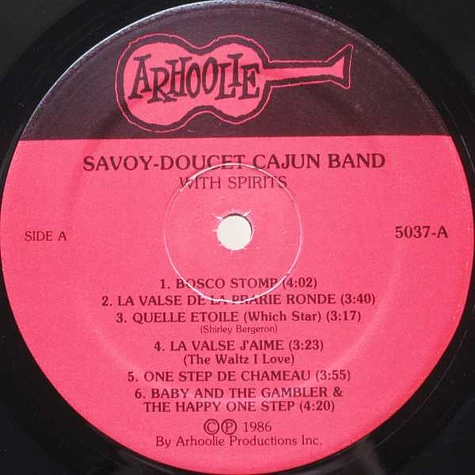 ARHOOLIE
SAVOY-DOUCET CAJUN BAND
WITH SPIRITS
SIDE A
5037-A
1. BOSCO STOMP (4:02)
2. LA VALSE DE LA PRARIE RONDE (3:40)
3. QUELLE ETOILE (Which Star) (3:17)
(Shirley Bergeron)
4. LA VALSE J'AIME (3:23)
(The Waltz I Love)
5. ONE STEP DE CHAMEAU (3:55)
6. BABY AND THE GAMBLER &
THE HAPPY ONE STEP (4:20)
©℗ 1986
By Arhoolie Productions Inc.